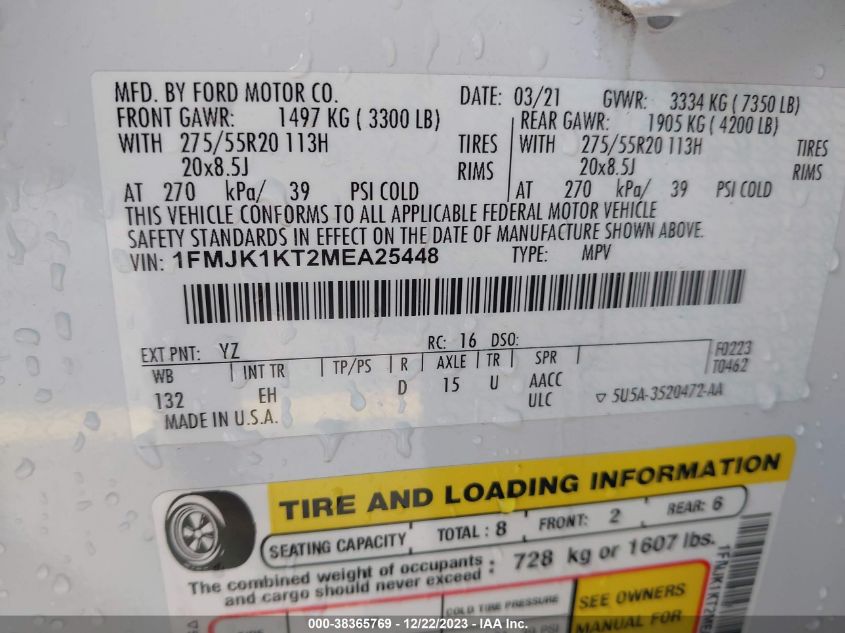 MFD. BY FORD MOTOR CO. DATE: 03/21 GVWR: 3334 KG ( 7350 LB)
FRONT GAWR: 1497 KG ( 3300 LB) REAR GAWR: 1905 KG ( 4200 LB)
WITH 275/55R20 113H TIRES WITH 275/55R20 113H TIRES
20x8.5J RIMS 20x8.5J RIMS
AT 270 kPa/ 39 PSI COLD AT 270 kPa/ 39 PSI COLD
THIS VEHICLE CONFORMS TO ALL APPLICABLE FEDERAL MOTOR VEHICLE
SAFETY STANDARDS IN EFFECT ON THE DATE OF MANUFACTURE SHOWN ABOVE.
VIN: 1FMJK1KT2MEA25448 TYPE: MPV
EXT PNT: YZ RC: 16 DSO: F0223
WB INT TR TP/PS R AXLE TR SPR T0462
132 EH D 15 U AACC
ULC 5U5A-3520472-AA
MADE IN U.S.A.
TIRE AND LOADING INFORMATION
SEATING CAPACITY TOTAL : 8 FRONT: 2 REAR: 6
The combined weight of occupants and cargo should never exceed : 728 kg or 1607 lbs.
COLD TIRE PRESSURE
SEE OWNERS
MANUAL FOR
000-38365769 - 12/22/2023 - IAA Inc.